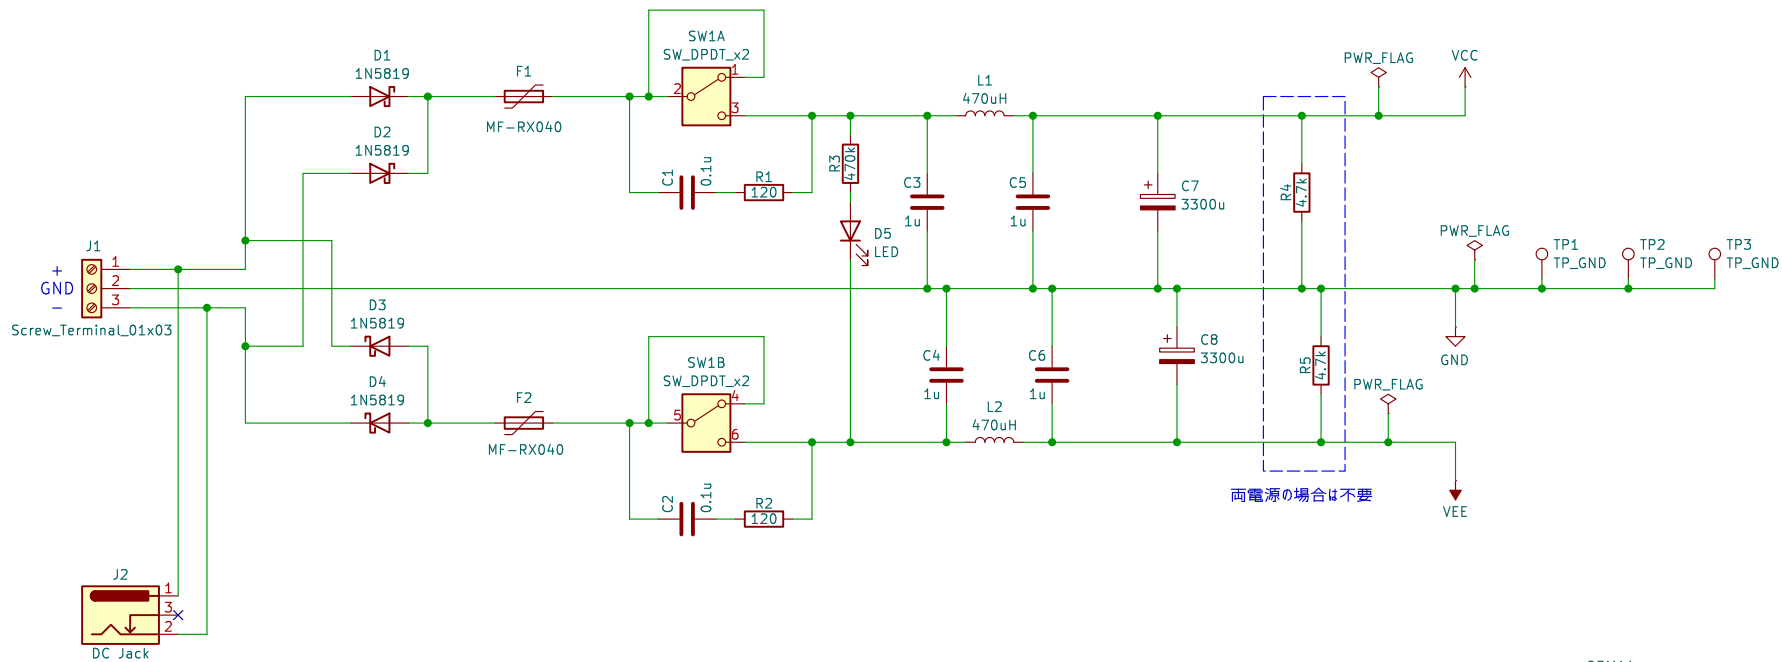 D1
1N5819
D2
1N5819
F1
MF-RX040
SW1A
SW_DPDT_x2
1
2
3
C1
0.1u
R1
120
R3
470k
D5
LED
C3
1u
L1
470uH
C5
1u
C7
3300u
R4
4.7k
PWR_FLAG
VCC
PWR_FLAG
TP1
TP_GND
TP2
TP_GND
TP3
TP_GND
J1
+
GND
−
1
2
3
Screw_Terminal_01x03
D3
1N5819
D4
1N5819
F2
MF-RX040
SW1B
SW_DPDT_x2
4
5
6
C2
0.1u
R2
120
C4
1u
L2
470uH
C6
1u
C8
3300u
R5
4.7k
GND
PWR_FLAG
両電源の場合は不要
VEE
J2
1
3
2
DC Jack